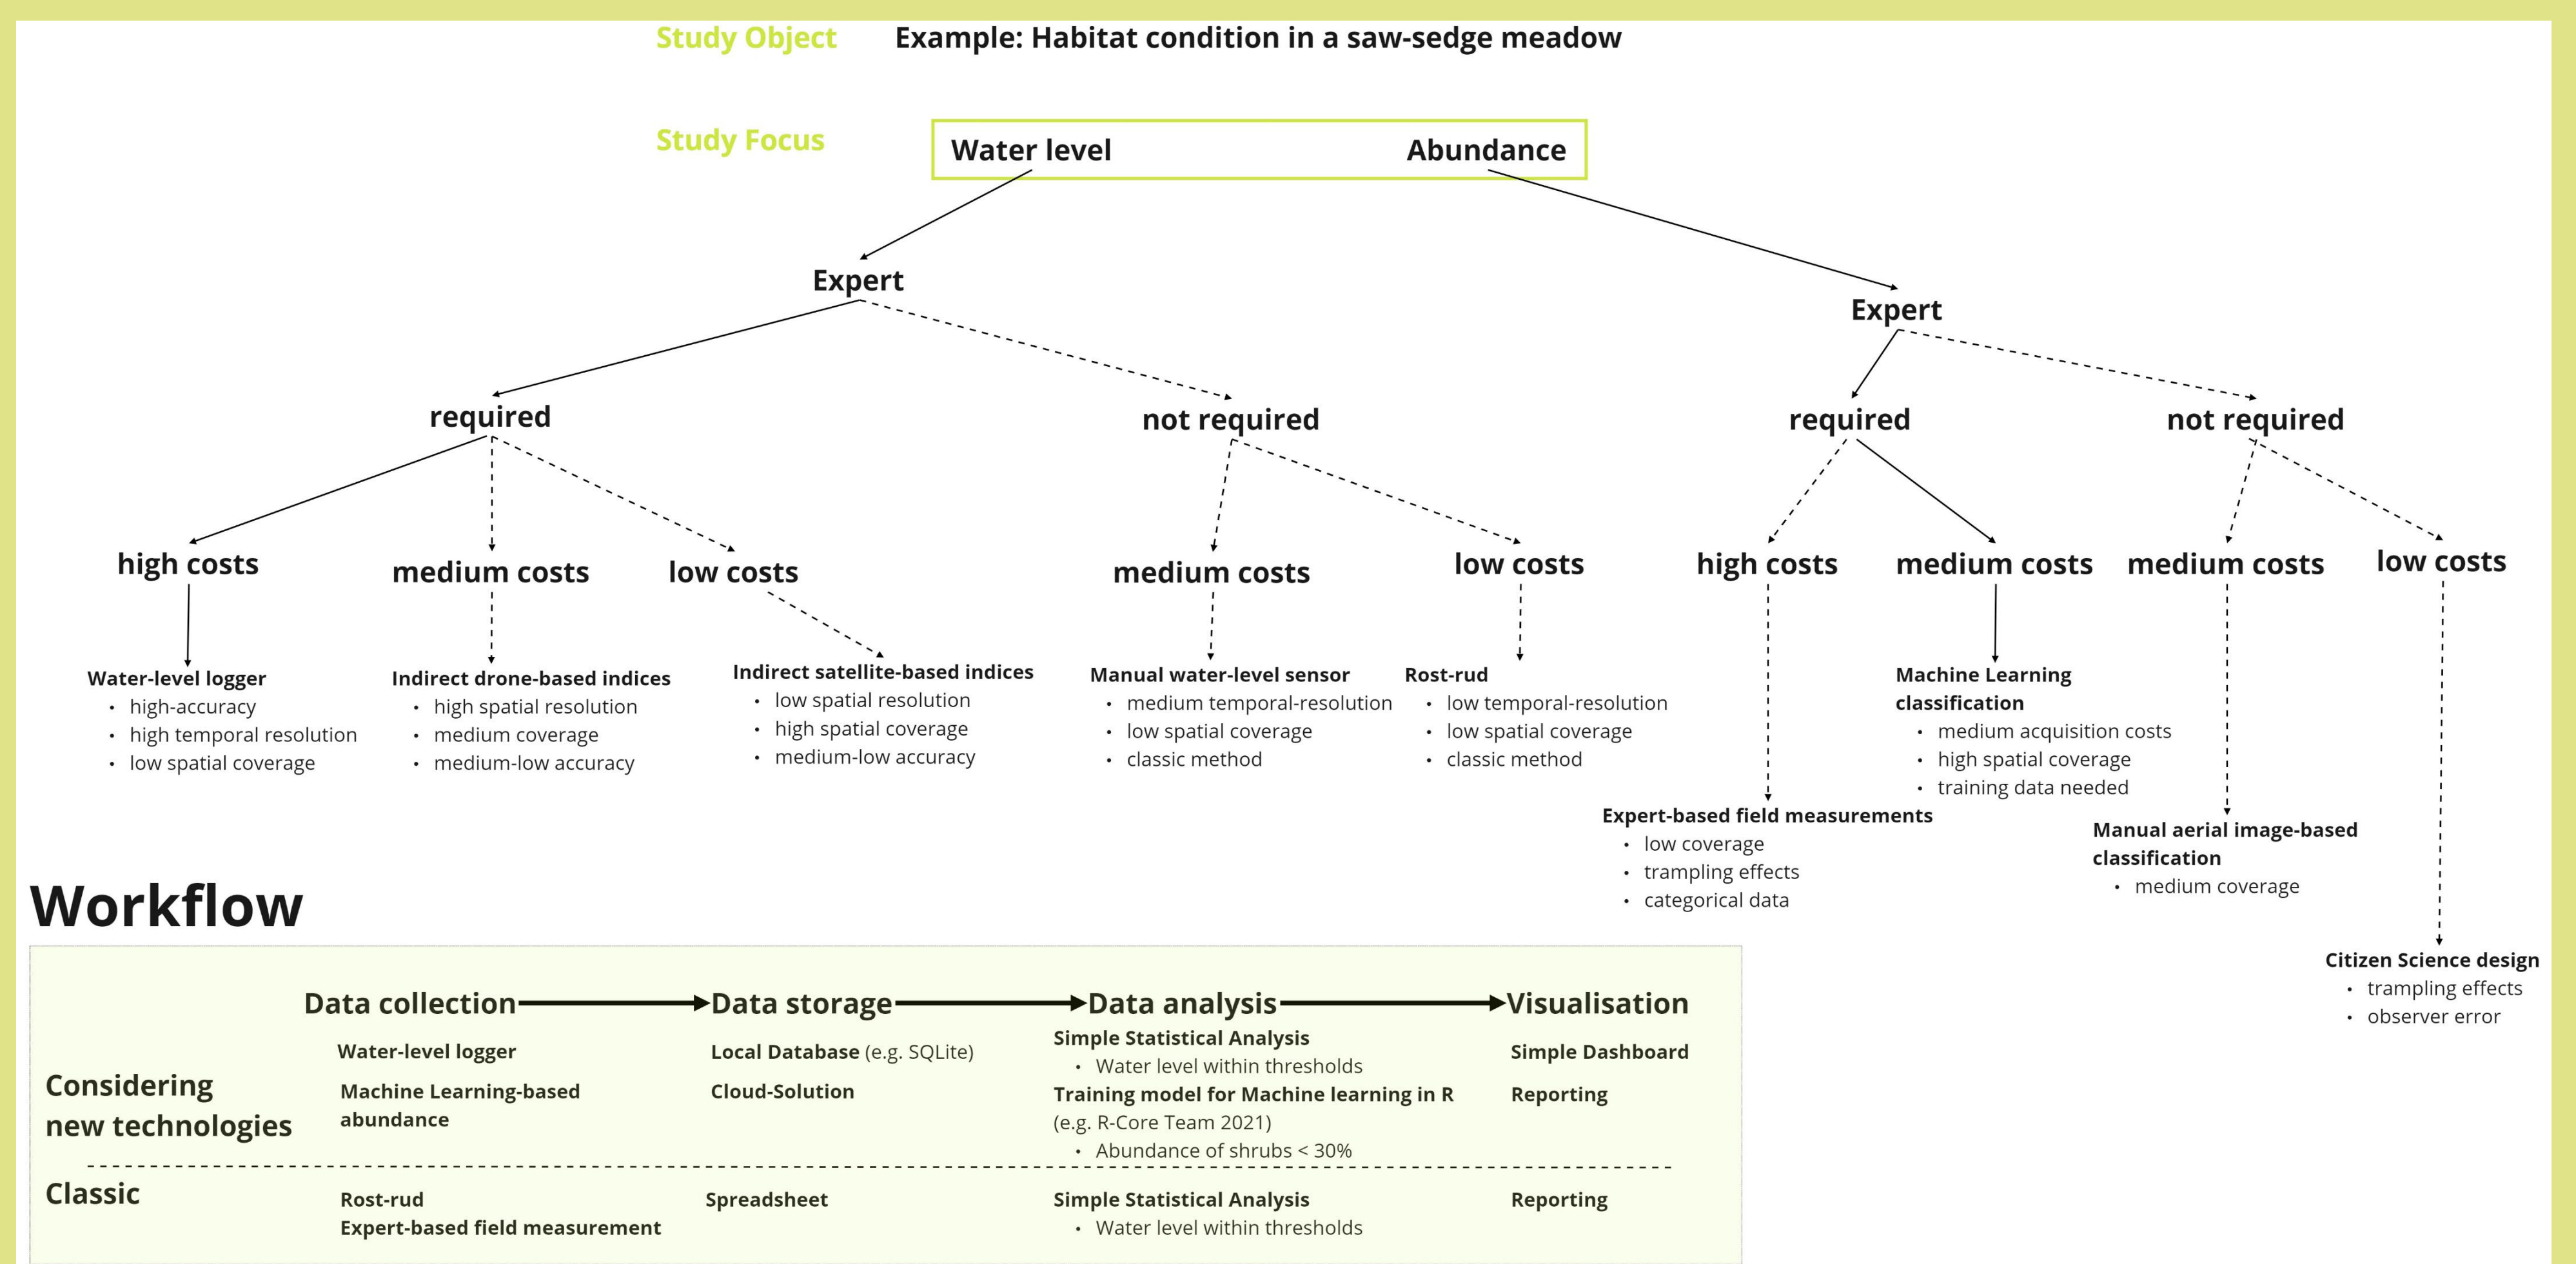 Study Object
Example: Habitat condition in a saw-sedge meadow
Study Focus
Water level
Abundance
Expert
Expert
required
not required
required
not required
high costs
medium costs
low costs
medium costs
low costs
high costs
medium costs
medium costs
low costs
Water-level logger
• high-accuracy
• high temporal resolution
• low spatial coverage
Indirect drone-based indices
• high spatial resolution
• medium coverage
• medium-low accuracy
Indirect satellite-based indices
• low spatial resolution
• high spatial coverage
• medium-low accuracy
Manual water-level sensor
• medium temporal-resolution
• low spatial coverage
• classic method
Rost-rud
• low temporal-resolution
• low spatial coverage
• classic method
Expert-based field measurements
• low coverage
• trampling effects
• categorical data
Machine Learning
classification
• medium acquisition costs
• high spatial coverage
• training data needed
Manual aerial image-based
classification
• medium coverage
Citizen Science design
• trampling effects
• observer error
Workflow
Data collection
Data storage
Data analysis
Visualisation
Considering
new technologies
Water-level logger
Machine Learning-based
abundance
Local Database (e.g. SQLite)
Cloud-Solution
Simple Statistical Analysis
• Water level within thresholds
Training model for Machine learning in R
(e.g. R-Core Team 2021)
• Abundance of shrubs < 30%
Simple Dashboard
Reporting
Classic
Rost-rud
Expert-based field measurement
Spreadsheet
Simple Statistical Analysis
• Water level within thresholds
Reporting